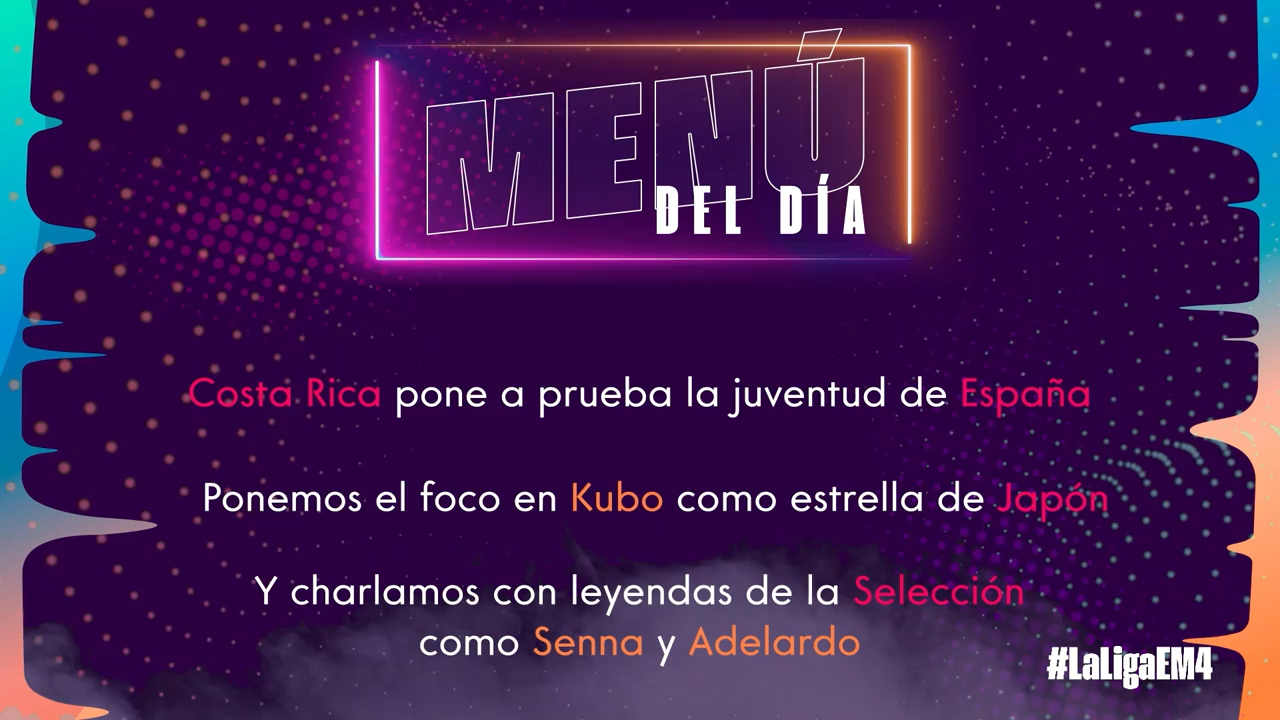 MENÚ
DEL DÍA
Costa Rica pone a prueba la juventud de España
Ponemos el foco en Kubo como estrella de Japón
Y charlamos con leyendas de la Selección
como Senna y Adelardo
#LaLigaEM4